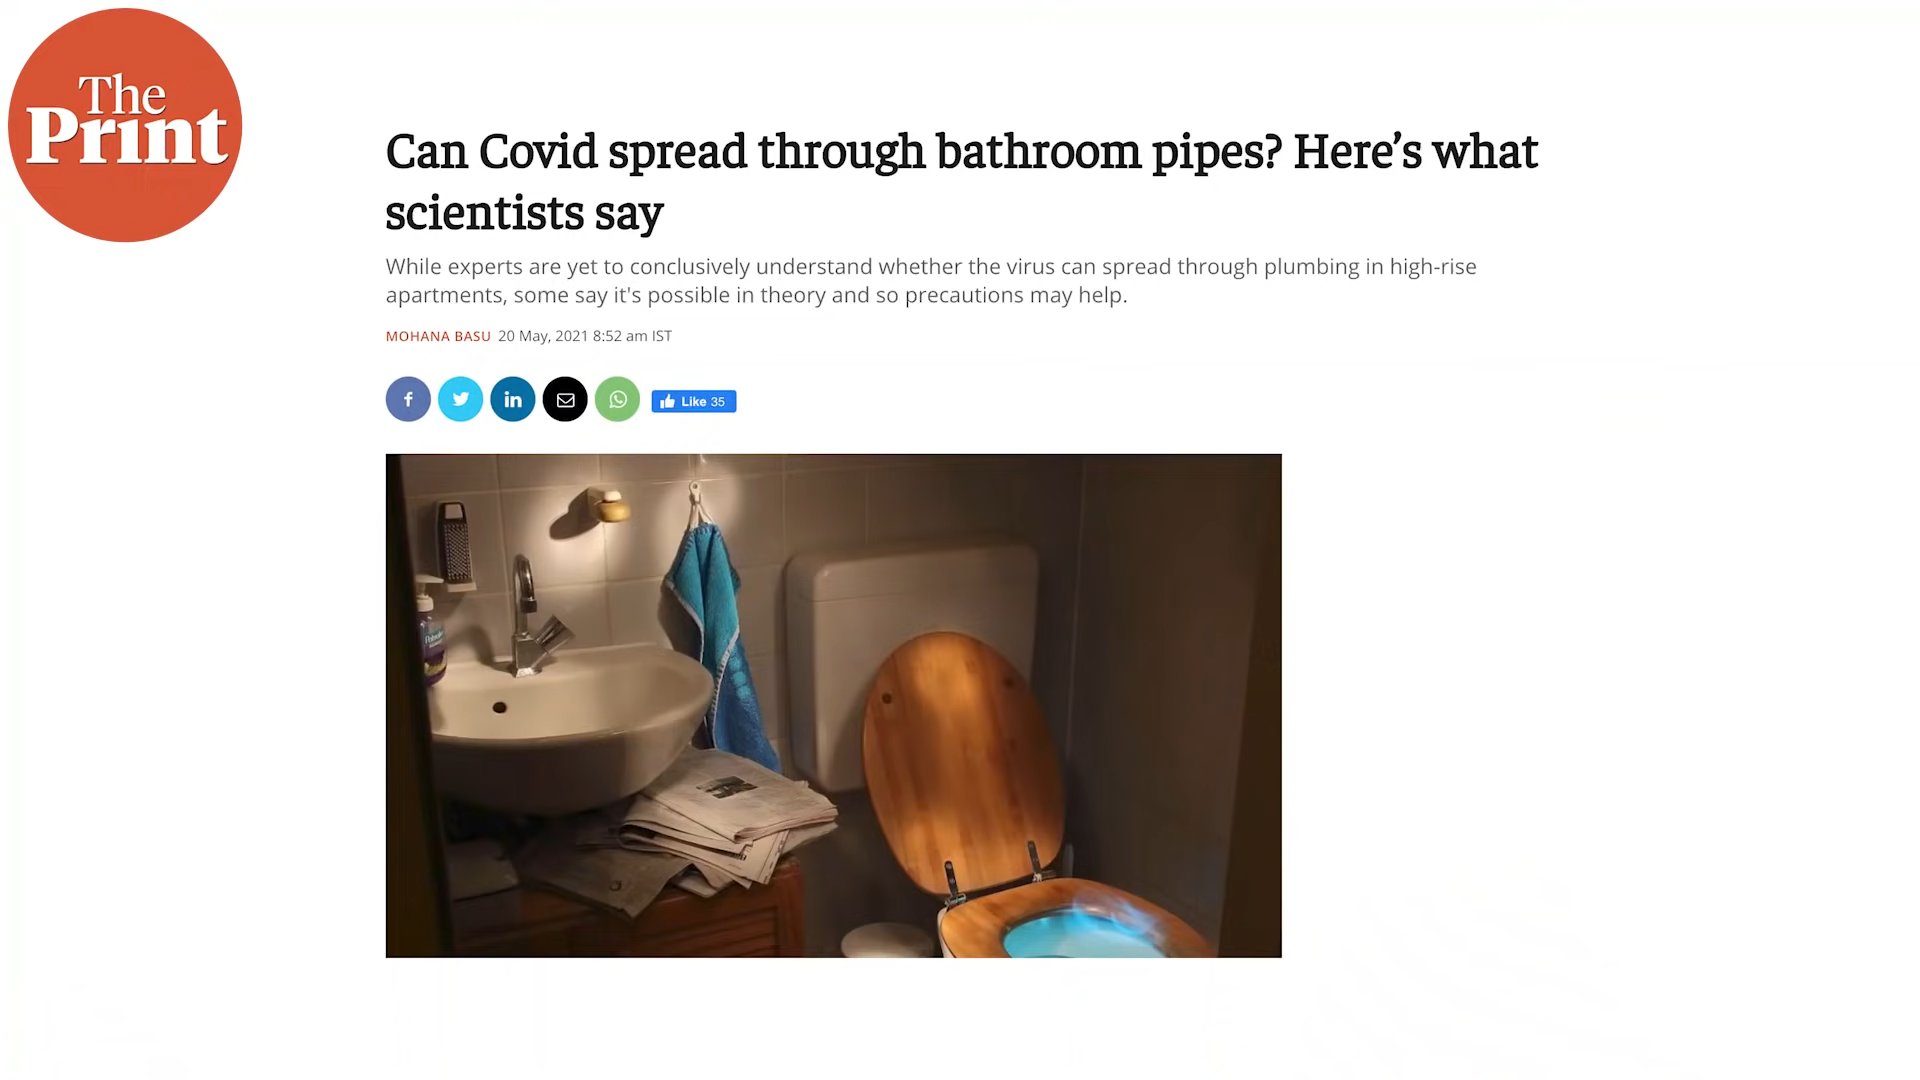 The
Print
Can Covid spread through bathroom pipes? Here’s what
scientists say
While experts are yet to conclusively understand whether the virus can spread through plumbing in high-rise
apartments, some say it's possible in theory and so precautions may help.
MOHANA BASU 20 May, 2021 8:52 am IST
f in Like 35